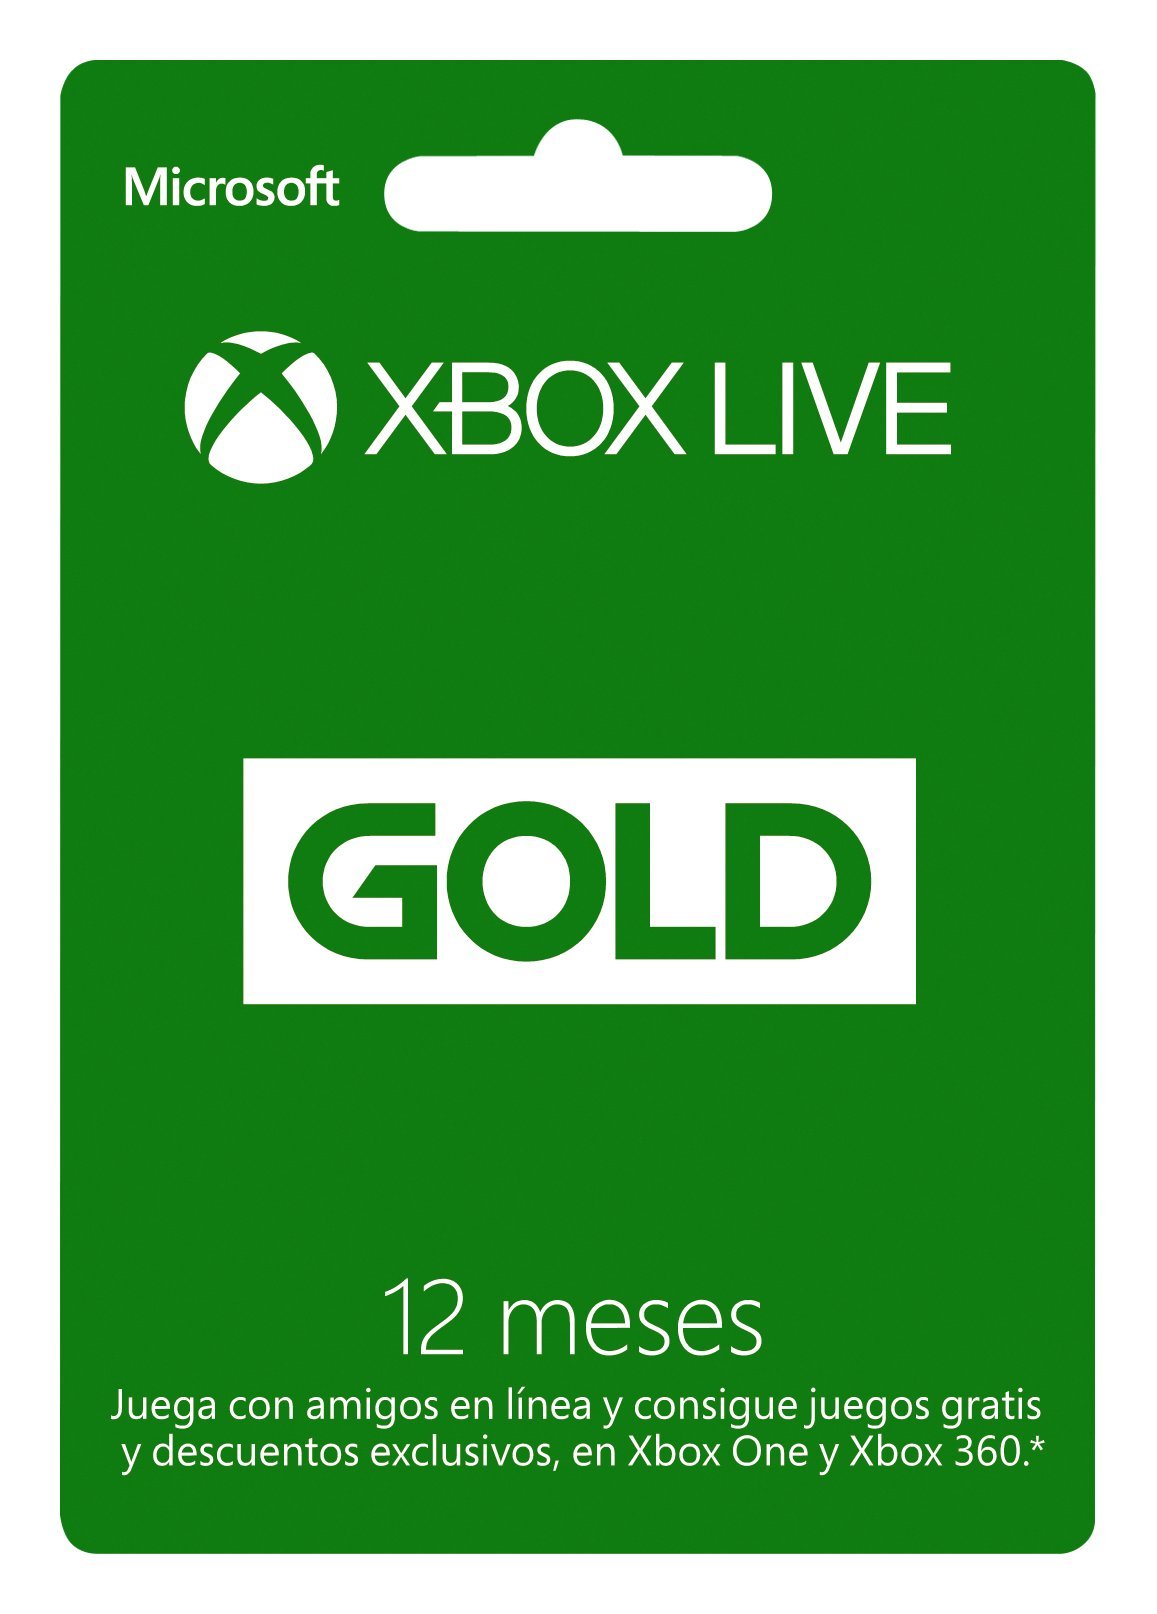 Microsoft
XBOX LIVE
GOLD
12 meses
Juega con amigos en línea y consigue juegos gratis
y descuentos exclusivos, en Xbox One y Xbox 360.*